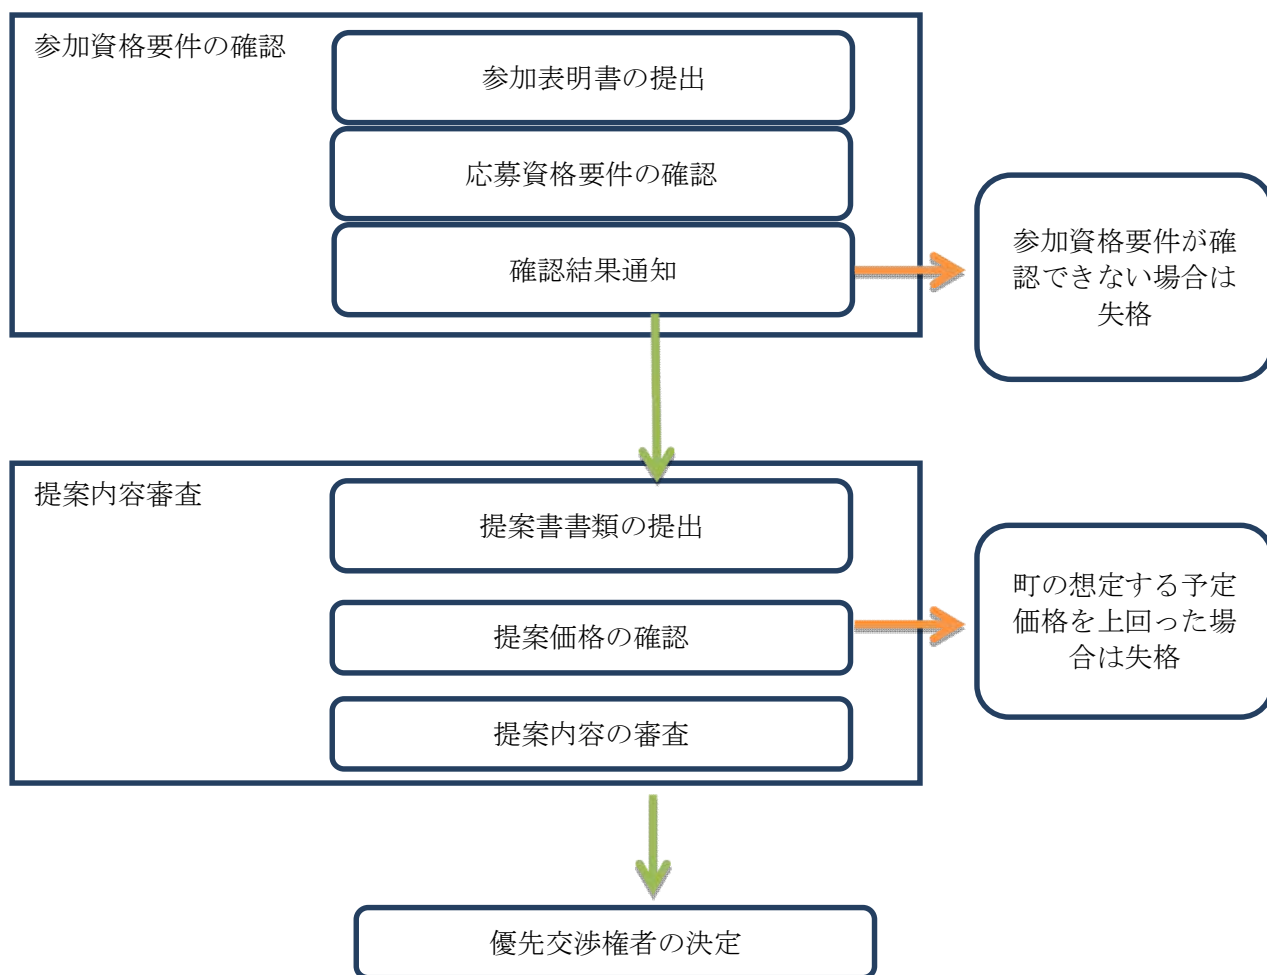 参加資格要件の確認
参加表明書の提出
応募資格要件の確認
確認結果通知
参加資格要件が確
認できない場合は
失格
提案内容審査
提案書書類の提出
提案価格の確認
町の想定する予定
価格を上回った場
合は失格
提案内容の審査
優先交渉権者の決定